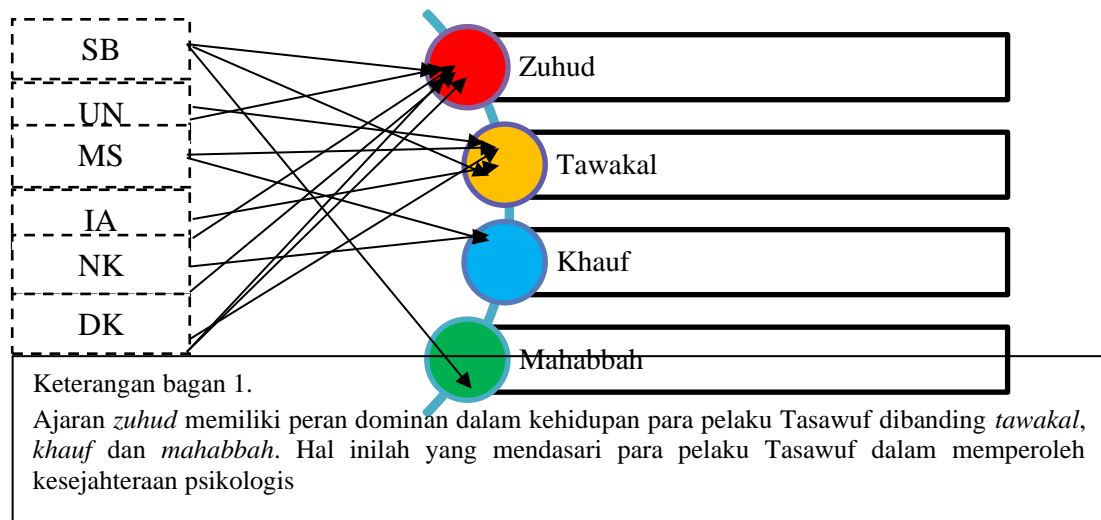 SB
UN
MS
IA
NK
DK
Zuhud
Tawakal
Khauf
Mahabbah
Keterangan bagan 1.
Ajaran zuhud memiliki peran dominan dalam kehidupan para pelaku Tasawuf dibanding tawakal,
khauf dan mahabbah. Hal inilah yang mendasari para pelaku Tasawuf dalam memperoleh
kesejahteraan psikologis